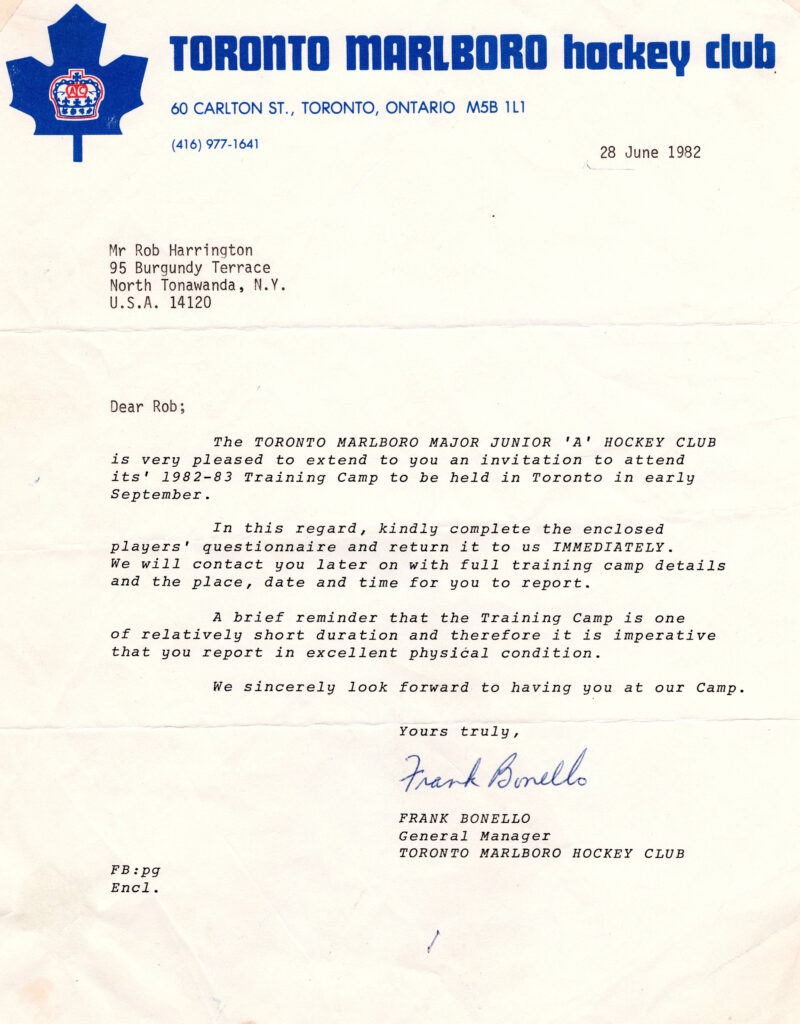 TORONTO MARLBORO hockey club
60 CARLTON ST., TORONTO, ONTARIO M5B 1L1
(416) 977-1641
28 June 1982
Mr Rob Harrington
95 Burgundy Terrace
North Tonawanda, N.Y.
U.S.A. 14120
Dear Rob;
The TORONTO MARLBORO MAJOR JUNIOR 'A' HOCKEY CLUB
is very pleased to extend to you an invitation to attend
its' 1982-83 Training Camp to be held in Toronto in early
September.
In this regard, kindly complete the enclosed
players' questionnaire and return it to us IMMEDIATELY.
We will contact you later on with full training camp details
and the place, date and time for you to report.
A brief reminder that the Training Camp is one
of relatively short duration and therefore it is imperative
that you report in excellent physical condition.
We sincerely look forward to having you at our Camp.
Yours truly,
Frank Bonello
FRANK BONELLO
General Manager
TORONTO MARLBORO HOCKEY CLUB
FB:pg
Encl.